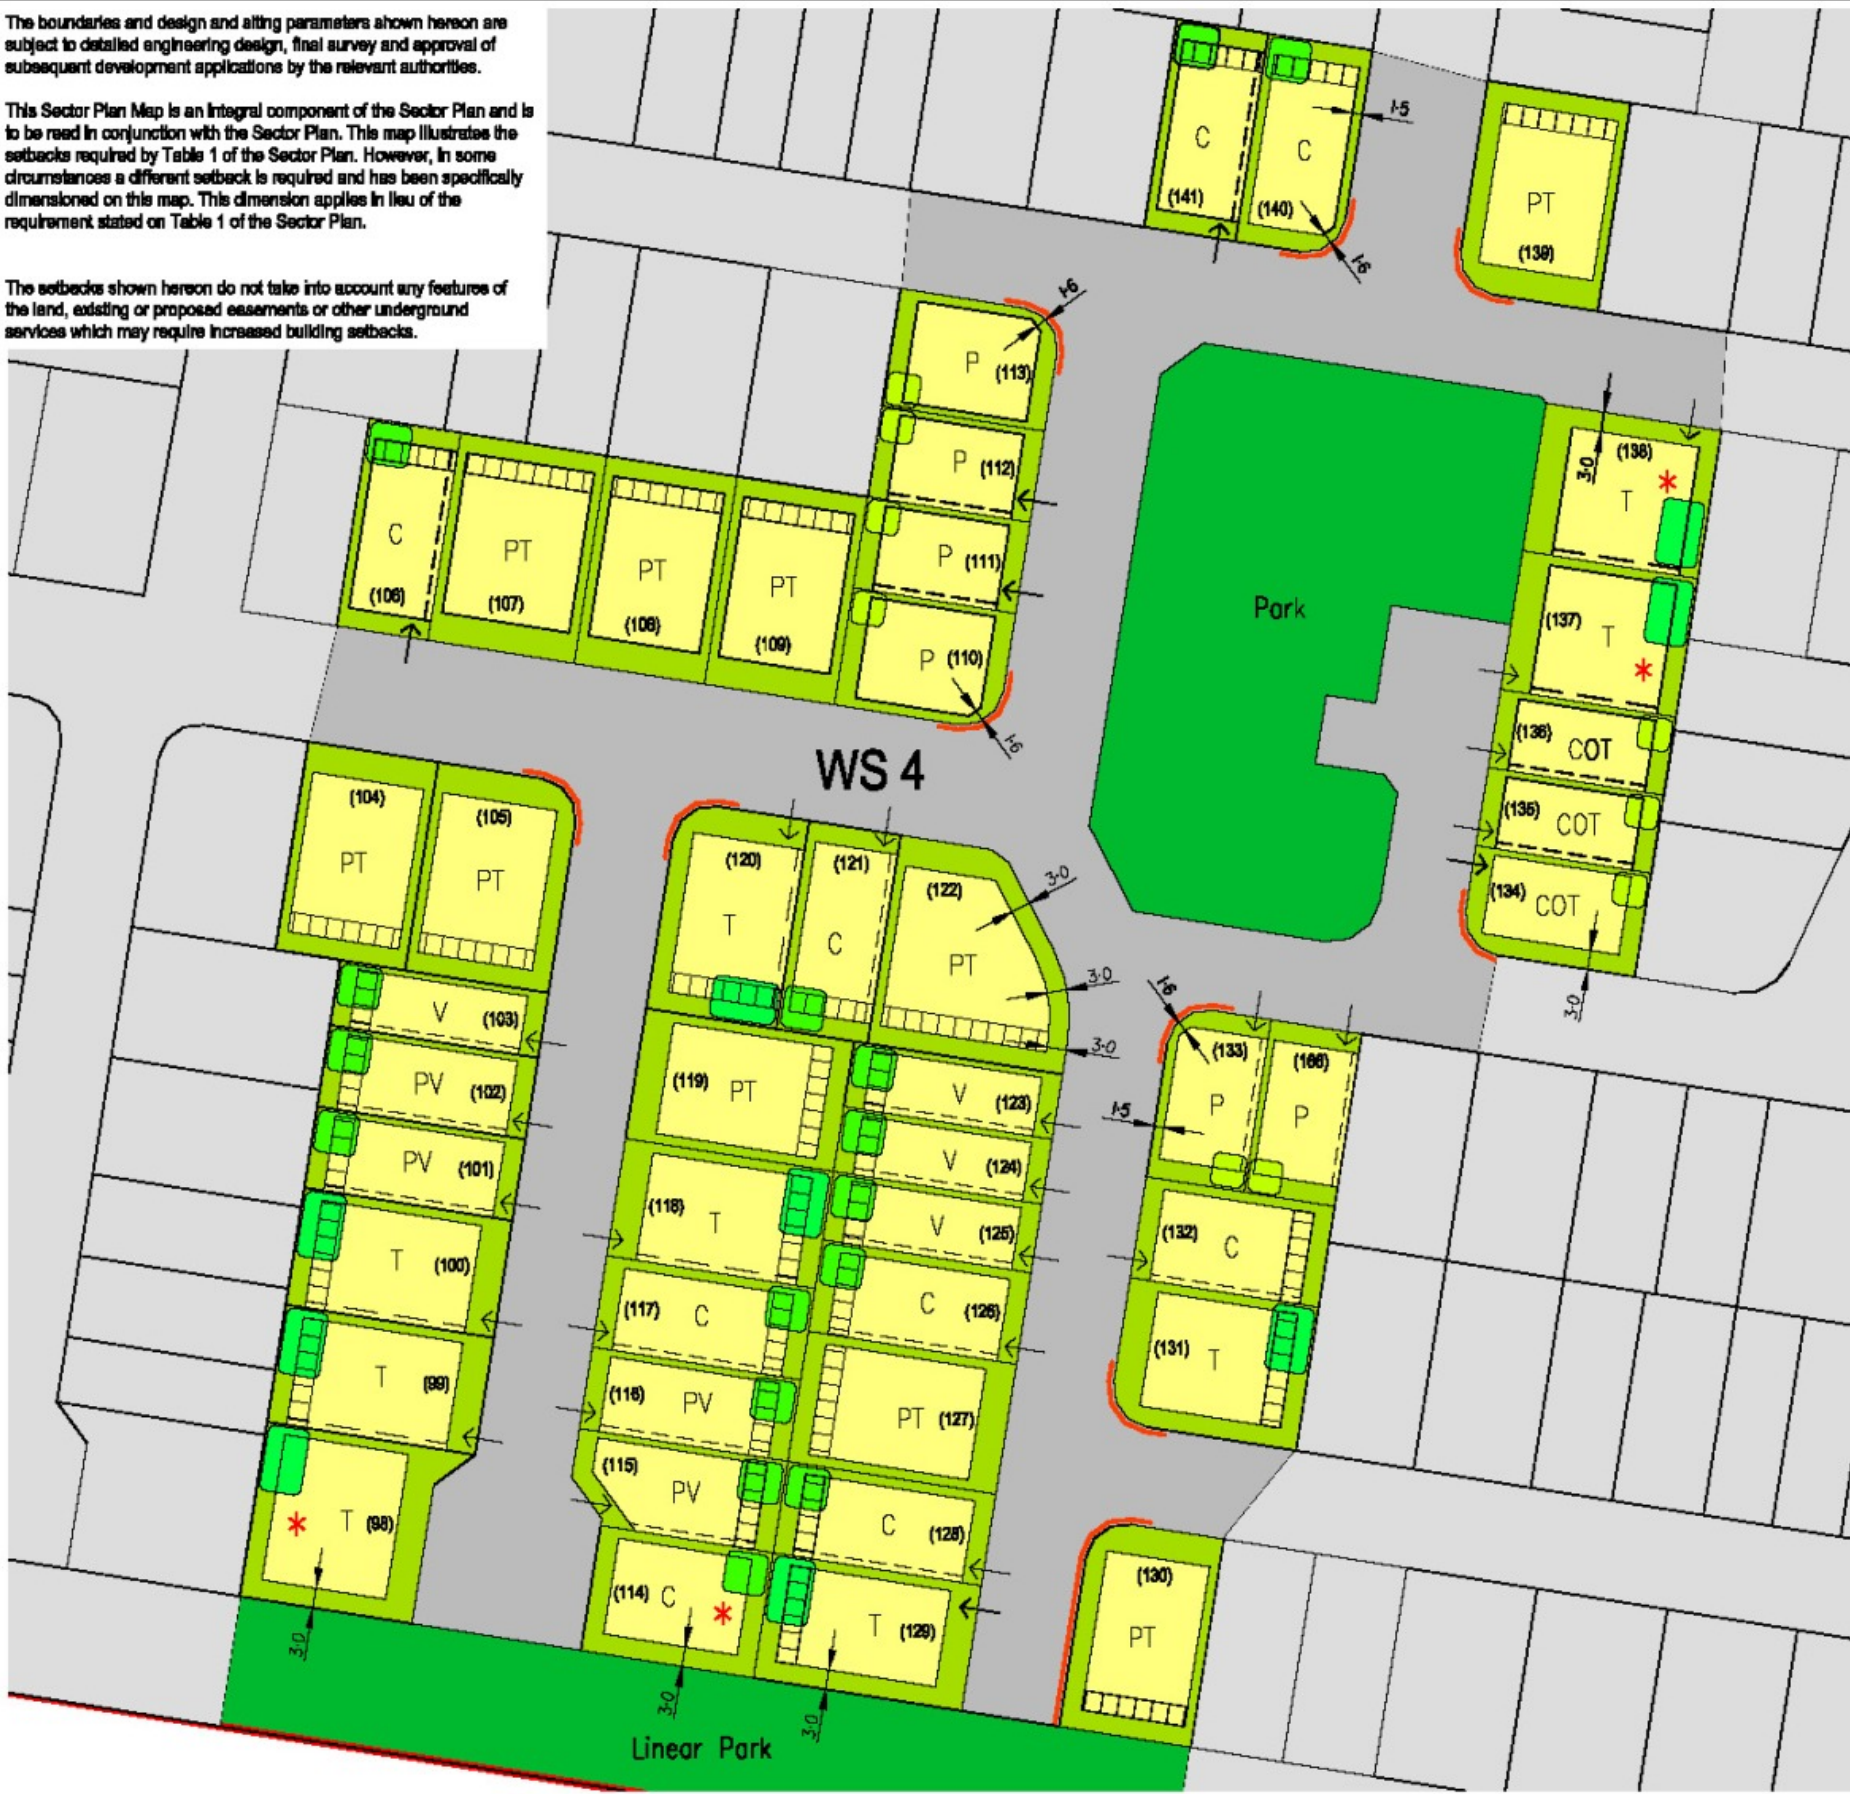 The boundaries and design and siting parameters shown hereon are
subject to detailed engineering design, final survey and approval of
subsequent development applications by the relevant authorities.
This Sector Plan Map is an integral component of the Sector Plan and is
to be read in conjunction with the Sector Plan. This map illustrates the
setbacks required by Table 1 of the Sector Plan. However, in some
circumstances a different setback is required and has been specifically
dimensioned on this map. This dimension applies in lieu of the
requirement stated on Table 1 of the Sector Plan.
The setbacks shown hereon do not take into account any features of
the land, existing or proposed easements or other underground
services which may require increased building setbacks.
C
(141)
C
(140)
1·5
1·6
PT
(139)
1·6
P (113)
P (112)
P (111)
P (110)
1·6
C
(106)
PT
(107)
PT
(108)
PT
(109)
Park
3·0
(138)
*
T
(137)
T
*
(136)
COT
(135)
COT
(134)
COT
3·0
WS 4
(104)
PT
(105)
PT
V (103)
PV (102)
PV (101)
T (100)
T (99)
* T (98)
3·0
(120)
T
(121)
C
(122)
PT
3·0
3·0
3·0
(119) PT
(118) T
(117) C
(116) PV
(115)
PV
(114) C
*
3·0
V (123)
V (124)
V (125)
C (126)
PT (127)
C (128)
T (129)
3·0
1·6
(133)
P
(166)
P
1·5
(132) C
(131) T
(130)
PT
Linear Park